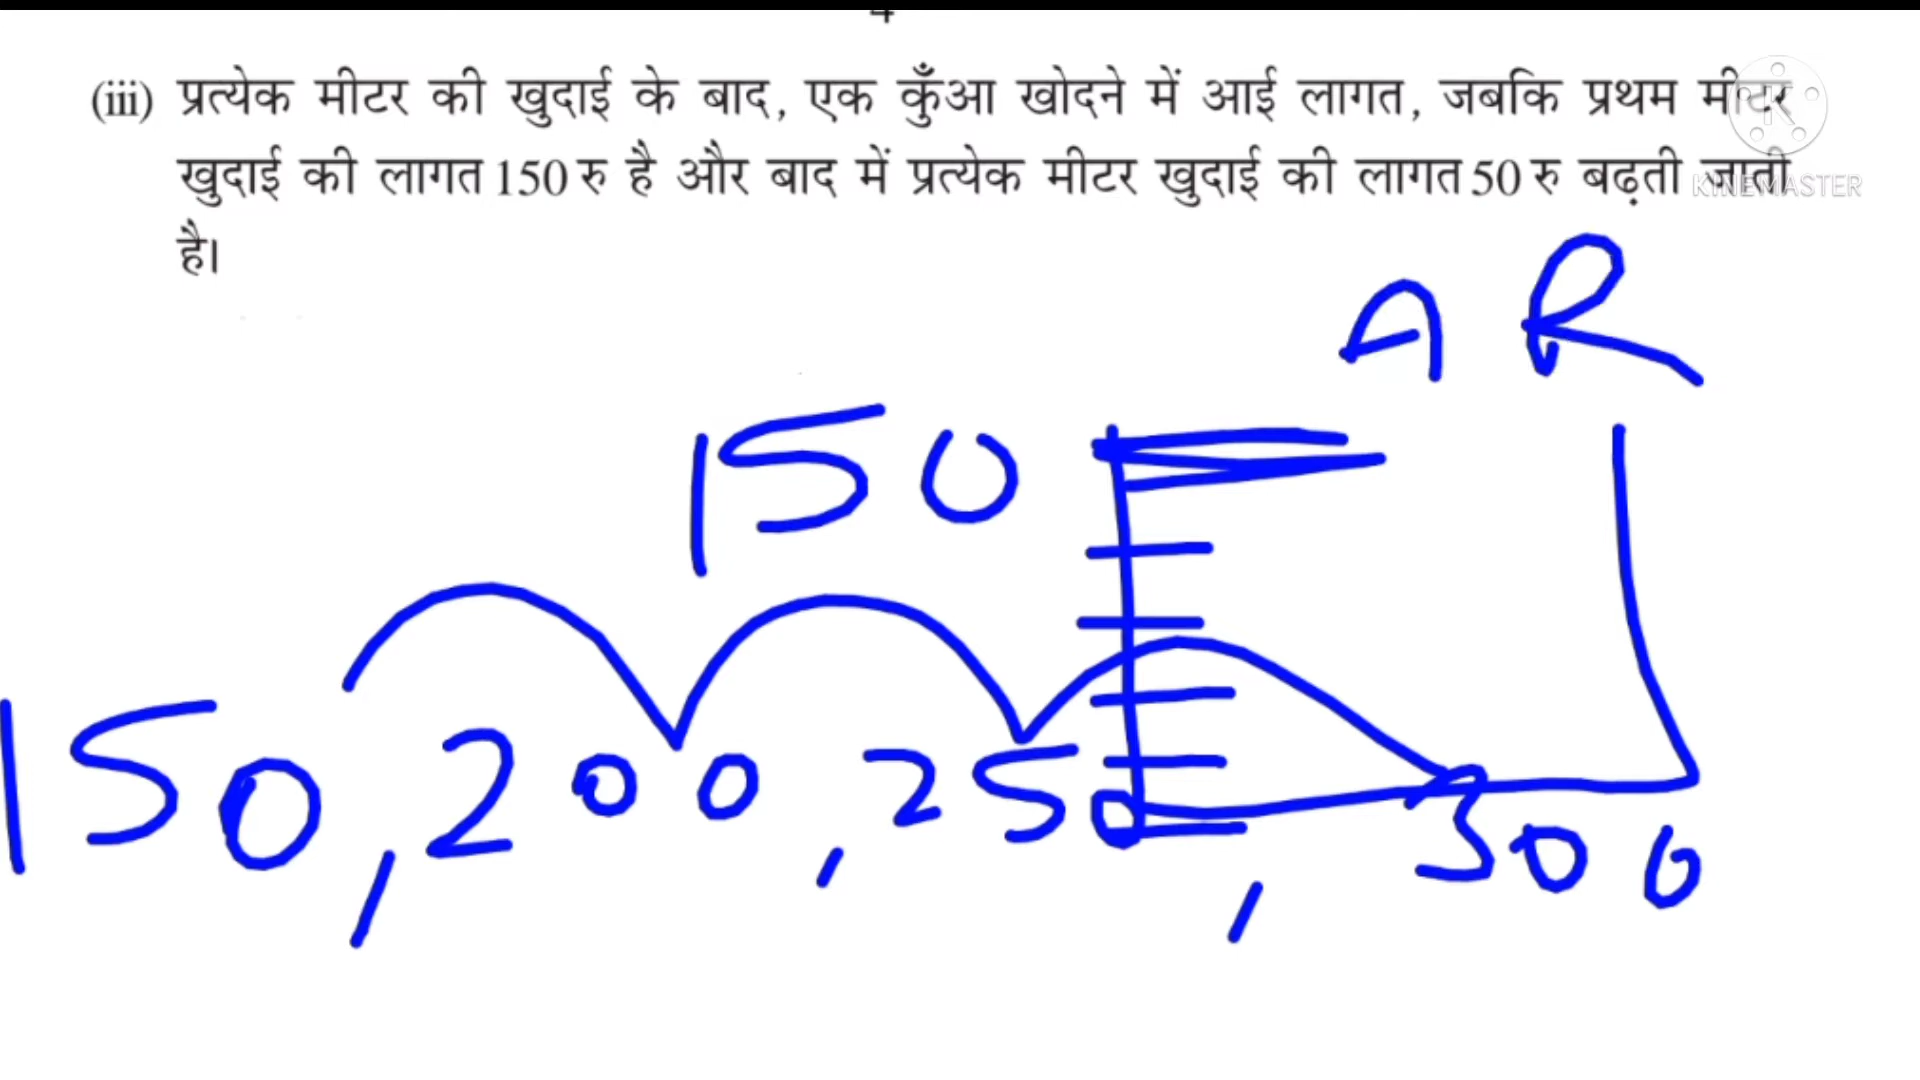 (iii) प्रत्येक मीटर की खुदाई के बाद, एक कुँआ खोदने में आई लागत, जबकि प्रथम मीटर
खुदाई की लागत 150 रु है और बाद में प्रत्येक मीटर खुदाई की लागत 50 रु बढ़ती जाती
है।
KINEMASTER
A R
150
150, 200, 250, 300